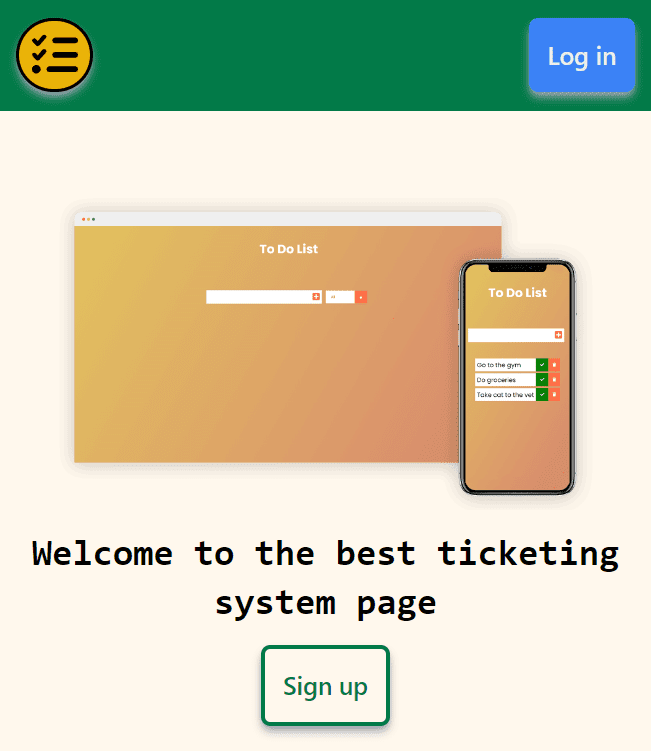 Log in
To Do List
To Do List
Go to the gym
Do groceries
Take cat to the vet
Welcome to the best ticketing
system page
Sign up